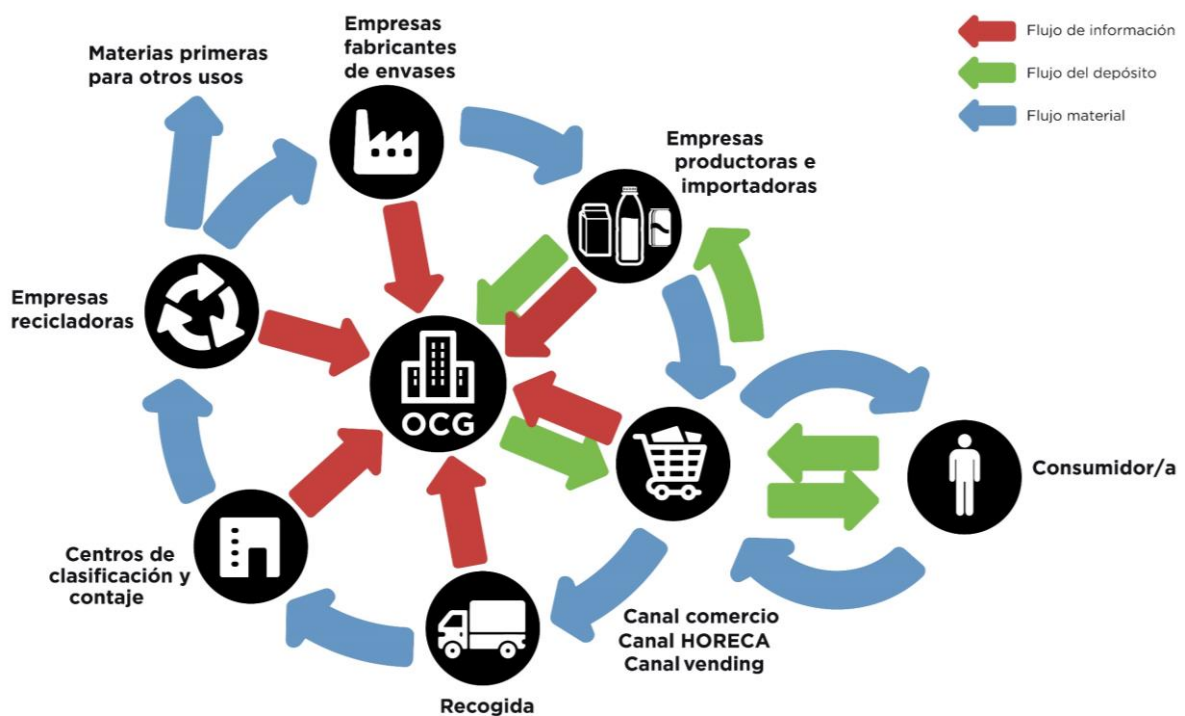 Empresas
fabricantes
de envases
Flujo de información
Flujo del depósito
Flujo material
Materias primeras
para otros usos
Empresas
productoras e
importadoras
Empresas
recicladoras
OCG
Consumidor/a
Centros de
clasificación y
contaje
Canal comercio
Canal HORECA
Canal vending
Recogida